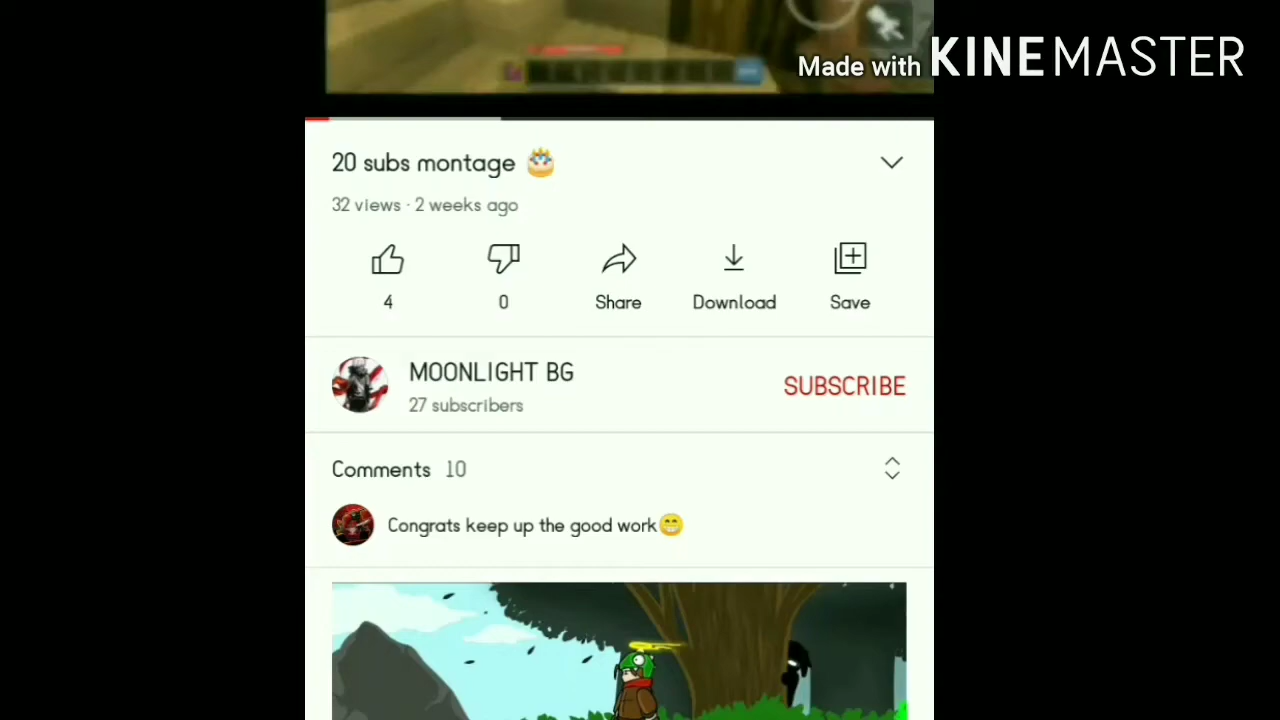 Made with KINEMASTER
20 subs montage 🎂
32 views · 2 weeks ago
4
0
Share
Download
Save
MOONLIGHT BG
27 subscribers
SUBSCRIBE
Comments 10
Congrats keep up the good work😁